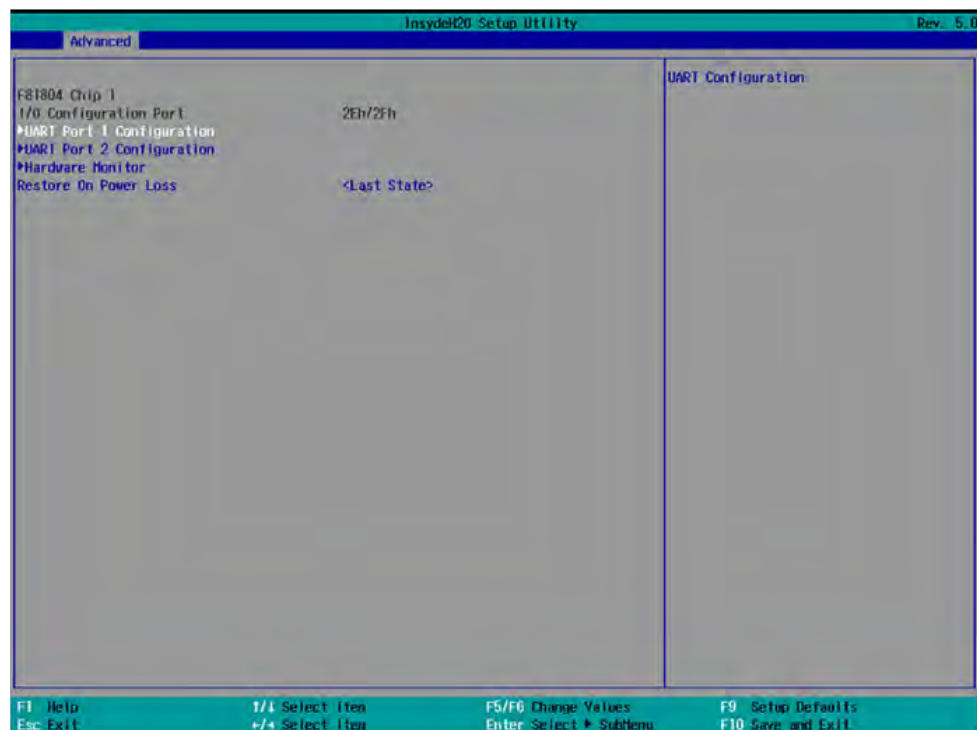 InsydeH2O Setup Utility Rev. 5.0
Advanced
F81804 Chip 1
I/O Configuration Port 2Eh/2Fh
▶UART Port 1 Configuration
▶UART Port 2 Configuration
▶Hardware Monitor
Restore On Power Loss <Last State>
UART Configuration
F1 Help ↑/↓ Select Item F5/F6 Change Values F9 Setup Defaults
Esc Exit ←/→ Select Item Enter Select ▶ SubMenu F10 Save and Exit